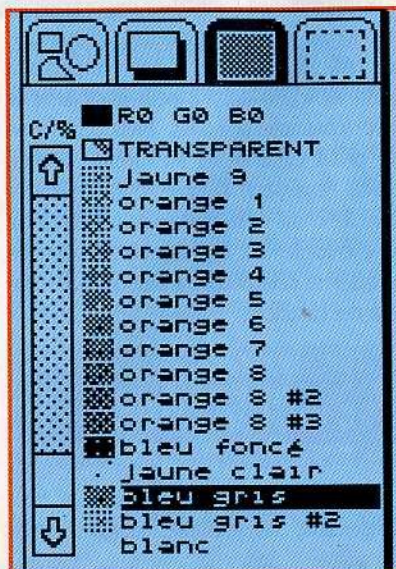 R0 G0 B0
C/%
TRANSPARENT
Jaune 9
orange 1
orange 2
orange 3
orange 4
orange 5
orange 6
orange 7
orange 8
orange 8 #2
orange 8 #3
bleu foncé
Jaune clair
bleu gris
bleu gris #2
blanc